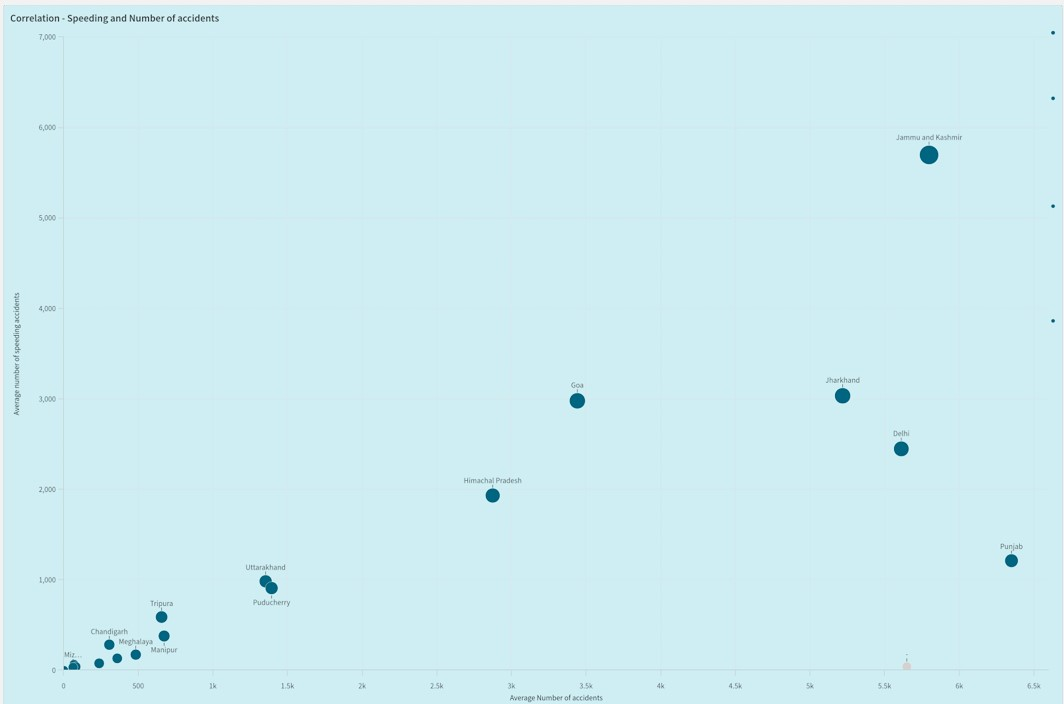 Correlation - Speeding and Number of accidents
7,000
6,000
5,000
4,000
3,000
2,000
1,000
0
Average number of speeding accidents
Jammu and Kashmir
Goa
Jharkhand
Delhi
Himachal Pradesh
Punjab
Uttarakhand
Puducherry
Tripura
Chandigarh
Meghalaya
Manipur
Miz...
-
0 500 1k 1.5k 2k 2.5k 3k 3.5k 4k 4.5k 5k 5.5k 6k 6.5k
Average Number of accidents